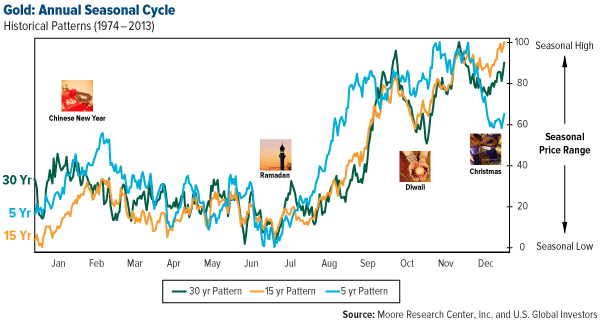 Gold: Annual Seasonal Cycle
Historical Patterns (1974 – 2013)
Chinese New Year
Ramadan
Diwali
Christmas
30 Yr
5 Yr
15 Yr
100
80
60
40
20
0
Seasonal High
Seasonal
Price Range
Seasonal Low
Jan Feb Mar Apr May Jun Jul Aug Sep Oct Nov Dec
30 yr Pattern 15 yr Pattern 5 yr Pattern
Source: Moore Research Center, Inc. and U.S. Global Investors